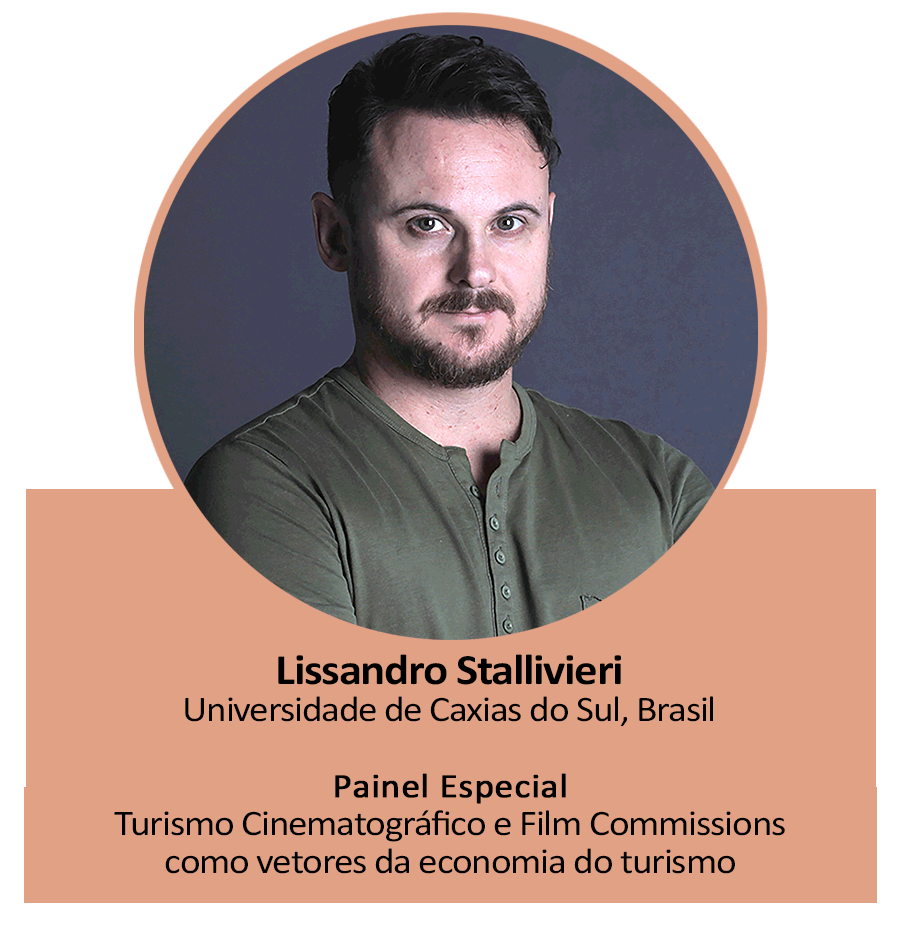 Lissandro Stallivieri
Universidade de Caxias do Sul, Brasil
Painel Especial
Turismo Cinematográfico e Film Commissions
como vetores da economia do turismo